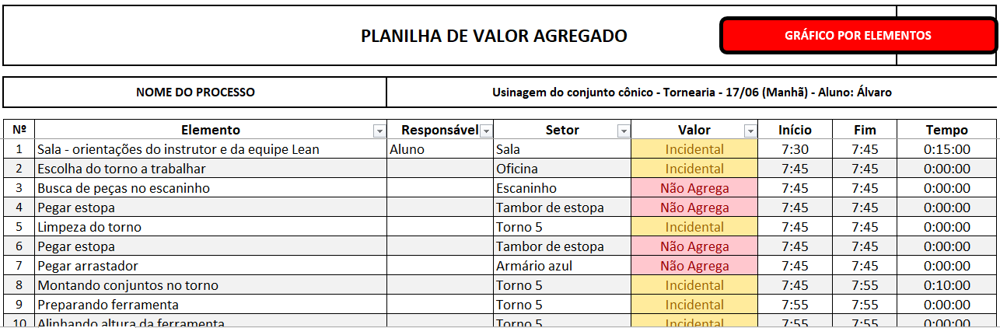 PLANILHA DE VALOR AGREGADO
GRÁFICO POR ELEMENTOS
NOME DO PROCESSO Usinagem do conjunto cônico - Tornearia - 17/06 (Manhã) - Aluno: Álvaro
Nº Elemento Responsável Setor Valor Início Fim Tempo
1 Sala - orientações do instrutor e da equipe Lean Aluno Sala Incidental 7:30 7:45 0:15:00
2 Escolha do torno a trabalhar Oficina Incidental 7:45 7:45 0:00:00
3 Busca de peças no escaninho Escaninho Não Agrega 7:45 7:45 0:00:00
4 Pegar estopa Tambor de estopa Não Agrega 7:45 7:45 0:00:00
5 Limpeza do torno Torno 5 Incidental 7:45 7:45 0:00:00
6 Pegar estopa Tambor de estopa Não Agrega 7:45 7:45 0:00:00
7 Pegar arrastador Armário azul Não Agrega 7:45 7:45 0:00:00
8 Montando conjuntos no torno Torno 5 Incidental 7:45 7:55 0:10:00
9 Preparando ferramenta Torno 5 Incidental 7:55 7:55 0:00:00
10 Alinhando altura da ferramenta Torno 5 Incidental 7:55 7:55 0:00:00